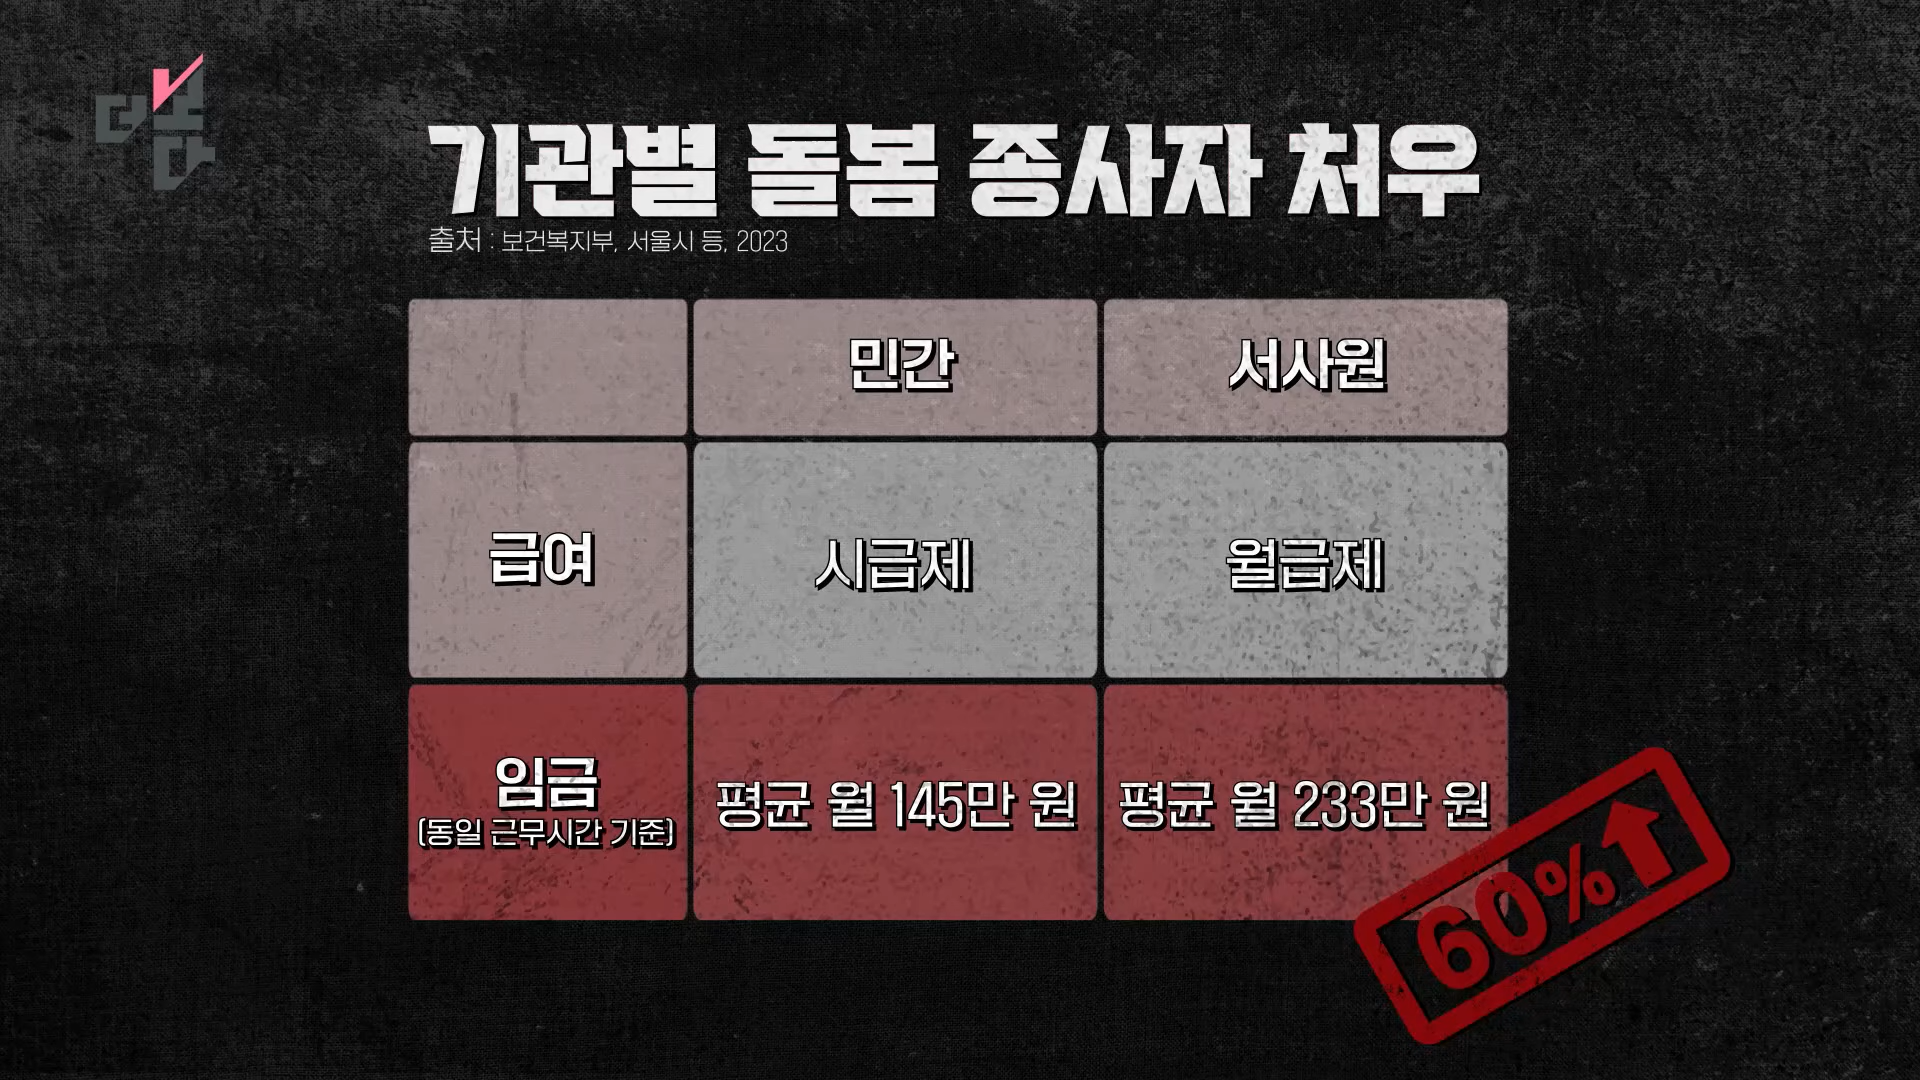 더 보다
기관별 돌봄 종사자 처우
출처 : 보건복지부, 서울시 등, 2023
민간 서사원
급여 시급제 월급제
임금 평균 월 145만 원 평균 월 233만 원
(동일 근무시간 기준)
60%